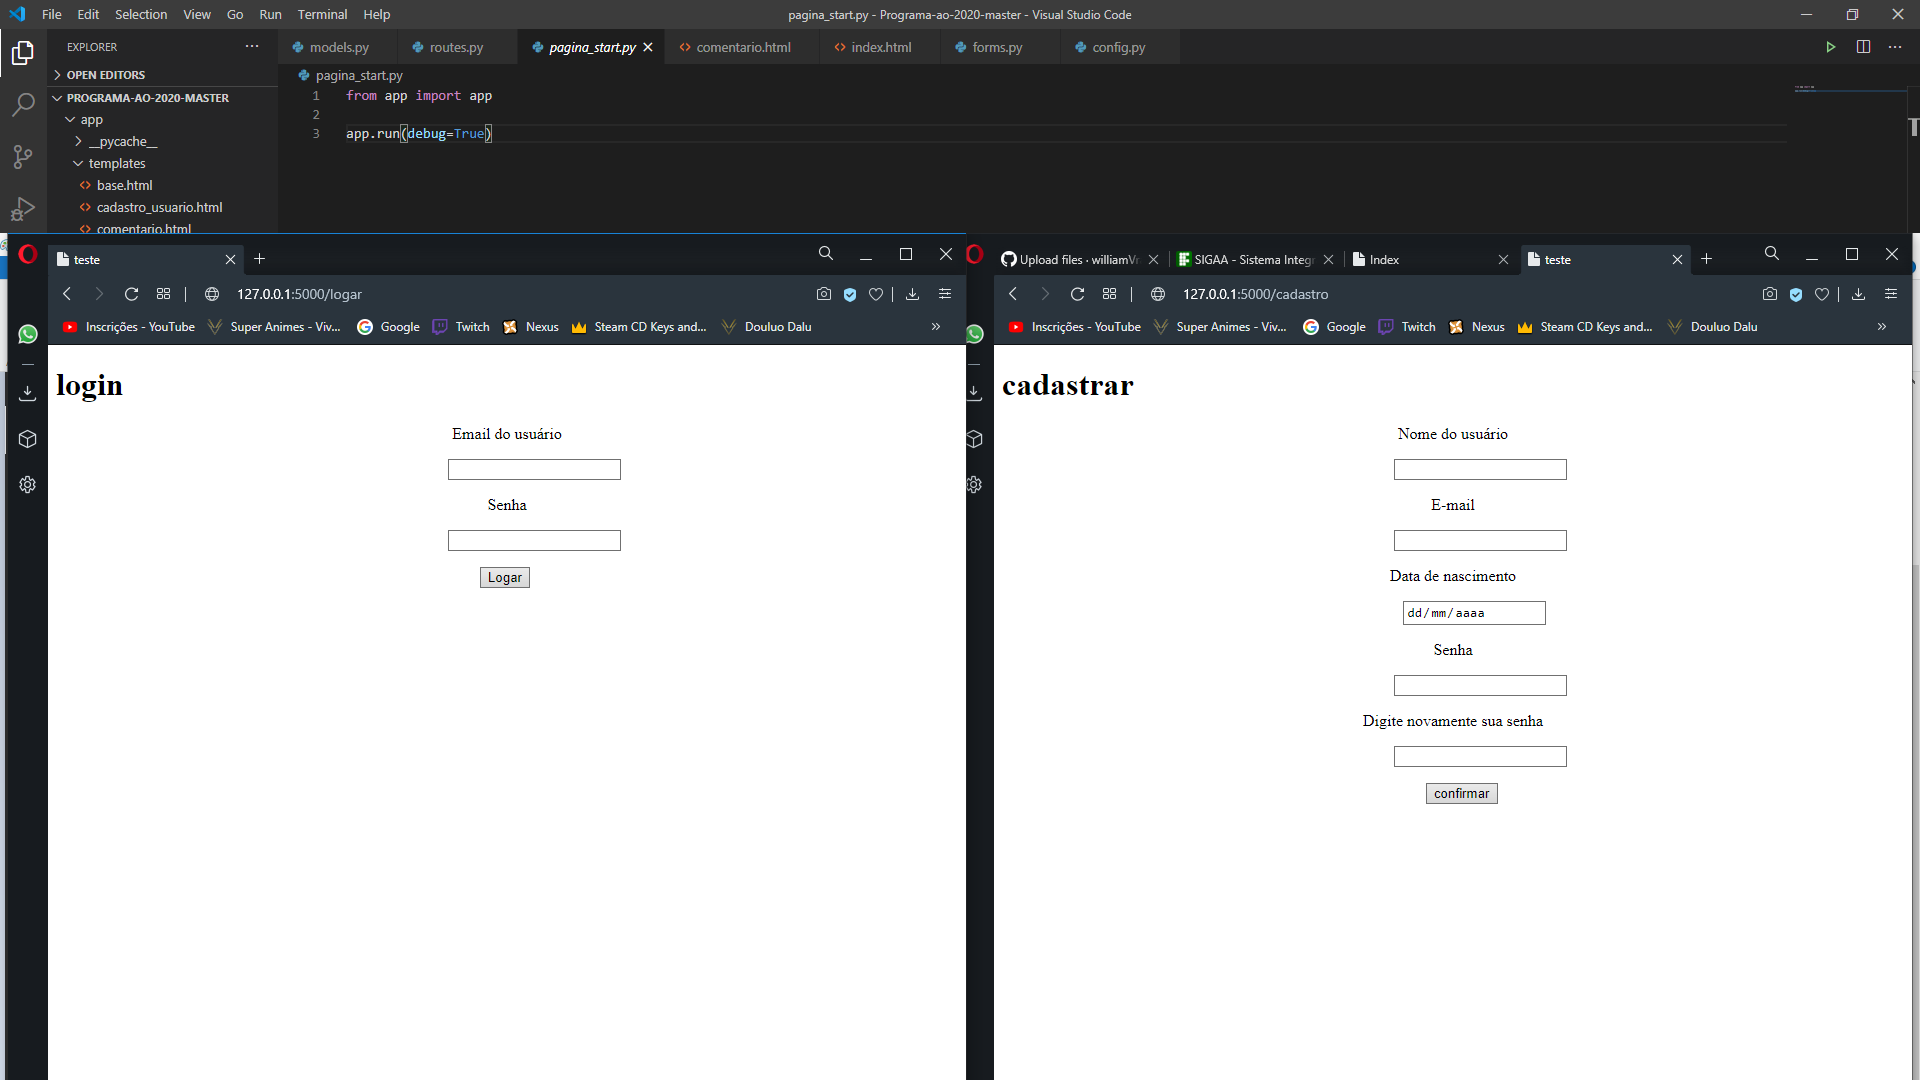 File Edit Selection View Go Run Terminal Help
pagina_start.py - Programa-ao-2020-master - Visual Studio Code
EXPLORER
models.py
routes.py
pagina_start.py
comentario.html
index.html
forms.py
config.py
OPEN EDITORS
PROGRAMA-AO-2020-MASTER
app
__pycache__
templates
base.html
cadastro_usuario.html
comentario.html
pagina_start.py
1 from app import app
2
3 app.run(debug=True)
teste
127.0.0.1:5000/logar
Inscrições - YouTube
Super Animes - Viv...
Google
Twitch
Nexus
Steam CD Keys and...
Douluo Dalu
login
Email do usuário
Senha
Logar
Upload files · williamVr
SIGAA - Sistema Integr
Index
teste
127.0.0.1:5000/cadastro
Inscrições - YouTube
Super Animes - Viv...
Google
Twitch
Nexus
Steam CD Keys and...
Douluo Dalu
cadastrar
Nome do usuário
E-mail
Data de nascimento
dd/mm/aaaa
Senha
Digite novamente sua senha
confirmar